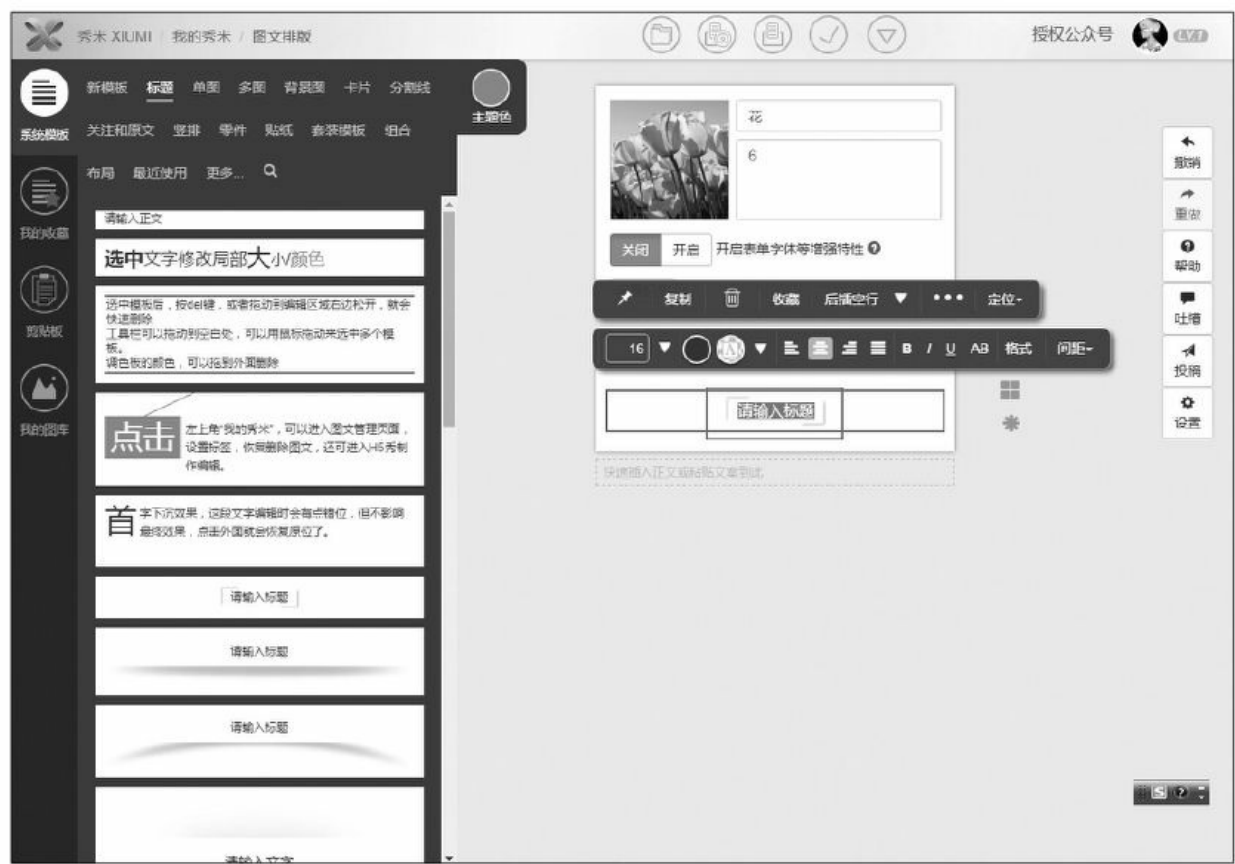 秀米 XIUMI / 我的秀米 / 图文排版
授权公众号
LV.1
新模板 标题 单图 多图 背景图 卡片 分割线
主题色
系统模板
关注和原文 竖排 零件 贴纸 套装模板 组合
布局 最近使用 更多...
我的收藏
剪贴板
我的图库
请输入正文
选中文字修改局部大小/颜色
选中模板后，按del键，或者拖动到编辑区域右边松开，就会
快速删除
工具栏可以拖动到空白处，可以用鼠标拖动来选中多个模
板。
调色板的颜色，可以拖到外面删除
点击
左上角"我的秀米"，可以进入图文管理页面，
设置标签，恢复删除图文，还可进入H5秀制
作编辑。
首字下沉效果，这段文字编辑时会有点错位，但不影响
最终效果，点击外围就会恢复原位了。
请输入标题
请输入标题
请输入标题
请输入文字
花
6
关闭 开启 开启表单字体等增强特性
复制 收藏 后插空行 ▼ ••• 定位
16 ▼ A ▼ B I U AB 格式 间距
请输入标题
快速插入正文或粘贴文章到此
撤销
重做
帮助
吐槽
投稿
设置
S ?